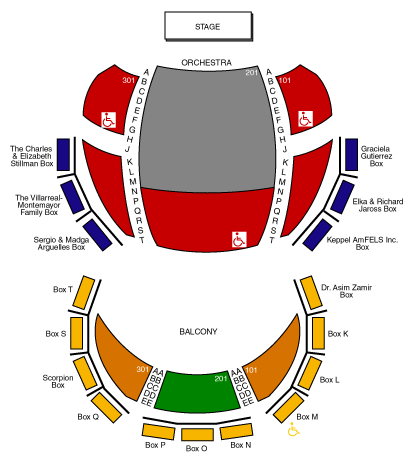 STAGE
ORCHESTRA
301
201
101
A
B
C
D
E
F
G
H
J
K
L
M
N
P
Q
R
S
T
A
B
C
D
E
F
G
H
J
K
L
M
N
P
Q
R
S
T
The Charles
& Elizabeth
Stillman Box
The Villarreal-
Montemayor
Family Box
Sergio & Madga
Arguelles Box
Graciela
Gutierrez
Box
Elka & Richard
Jaross Box
Keppel AmFELS Inc.
Box
Box T
Box S
Scorpion
Box
Box Q
Dr. Asim Zamir
Box
Box K
Box L
Box M
BALCONY
301
201
101
AA
BB
CC
DD
EE
AA
BB
CC
DD
EE
Box P
Box O
Box N